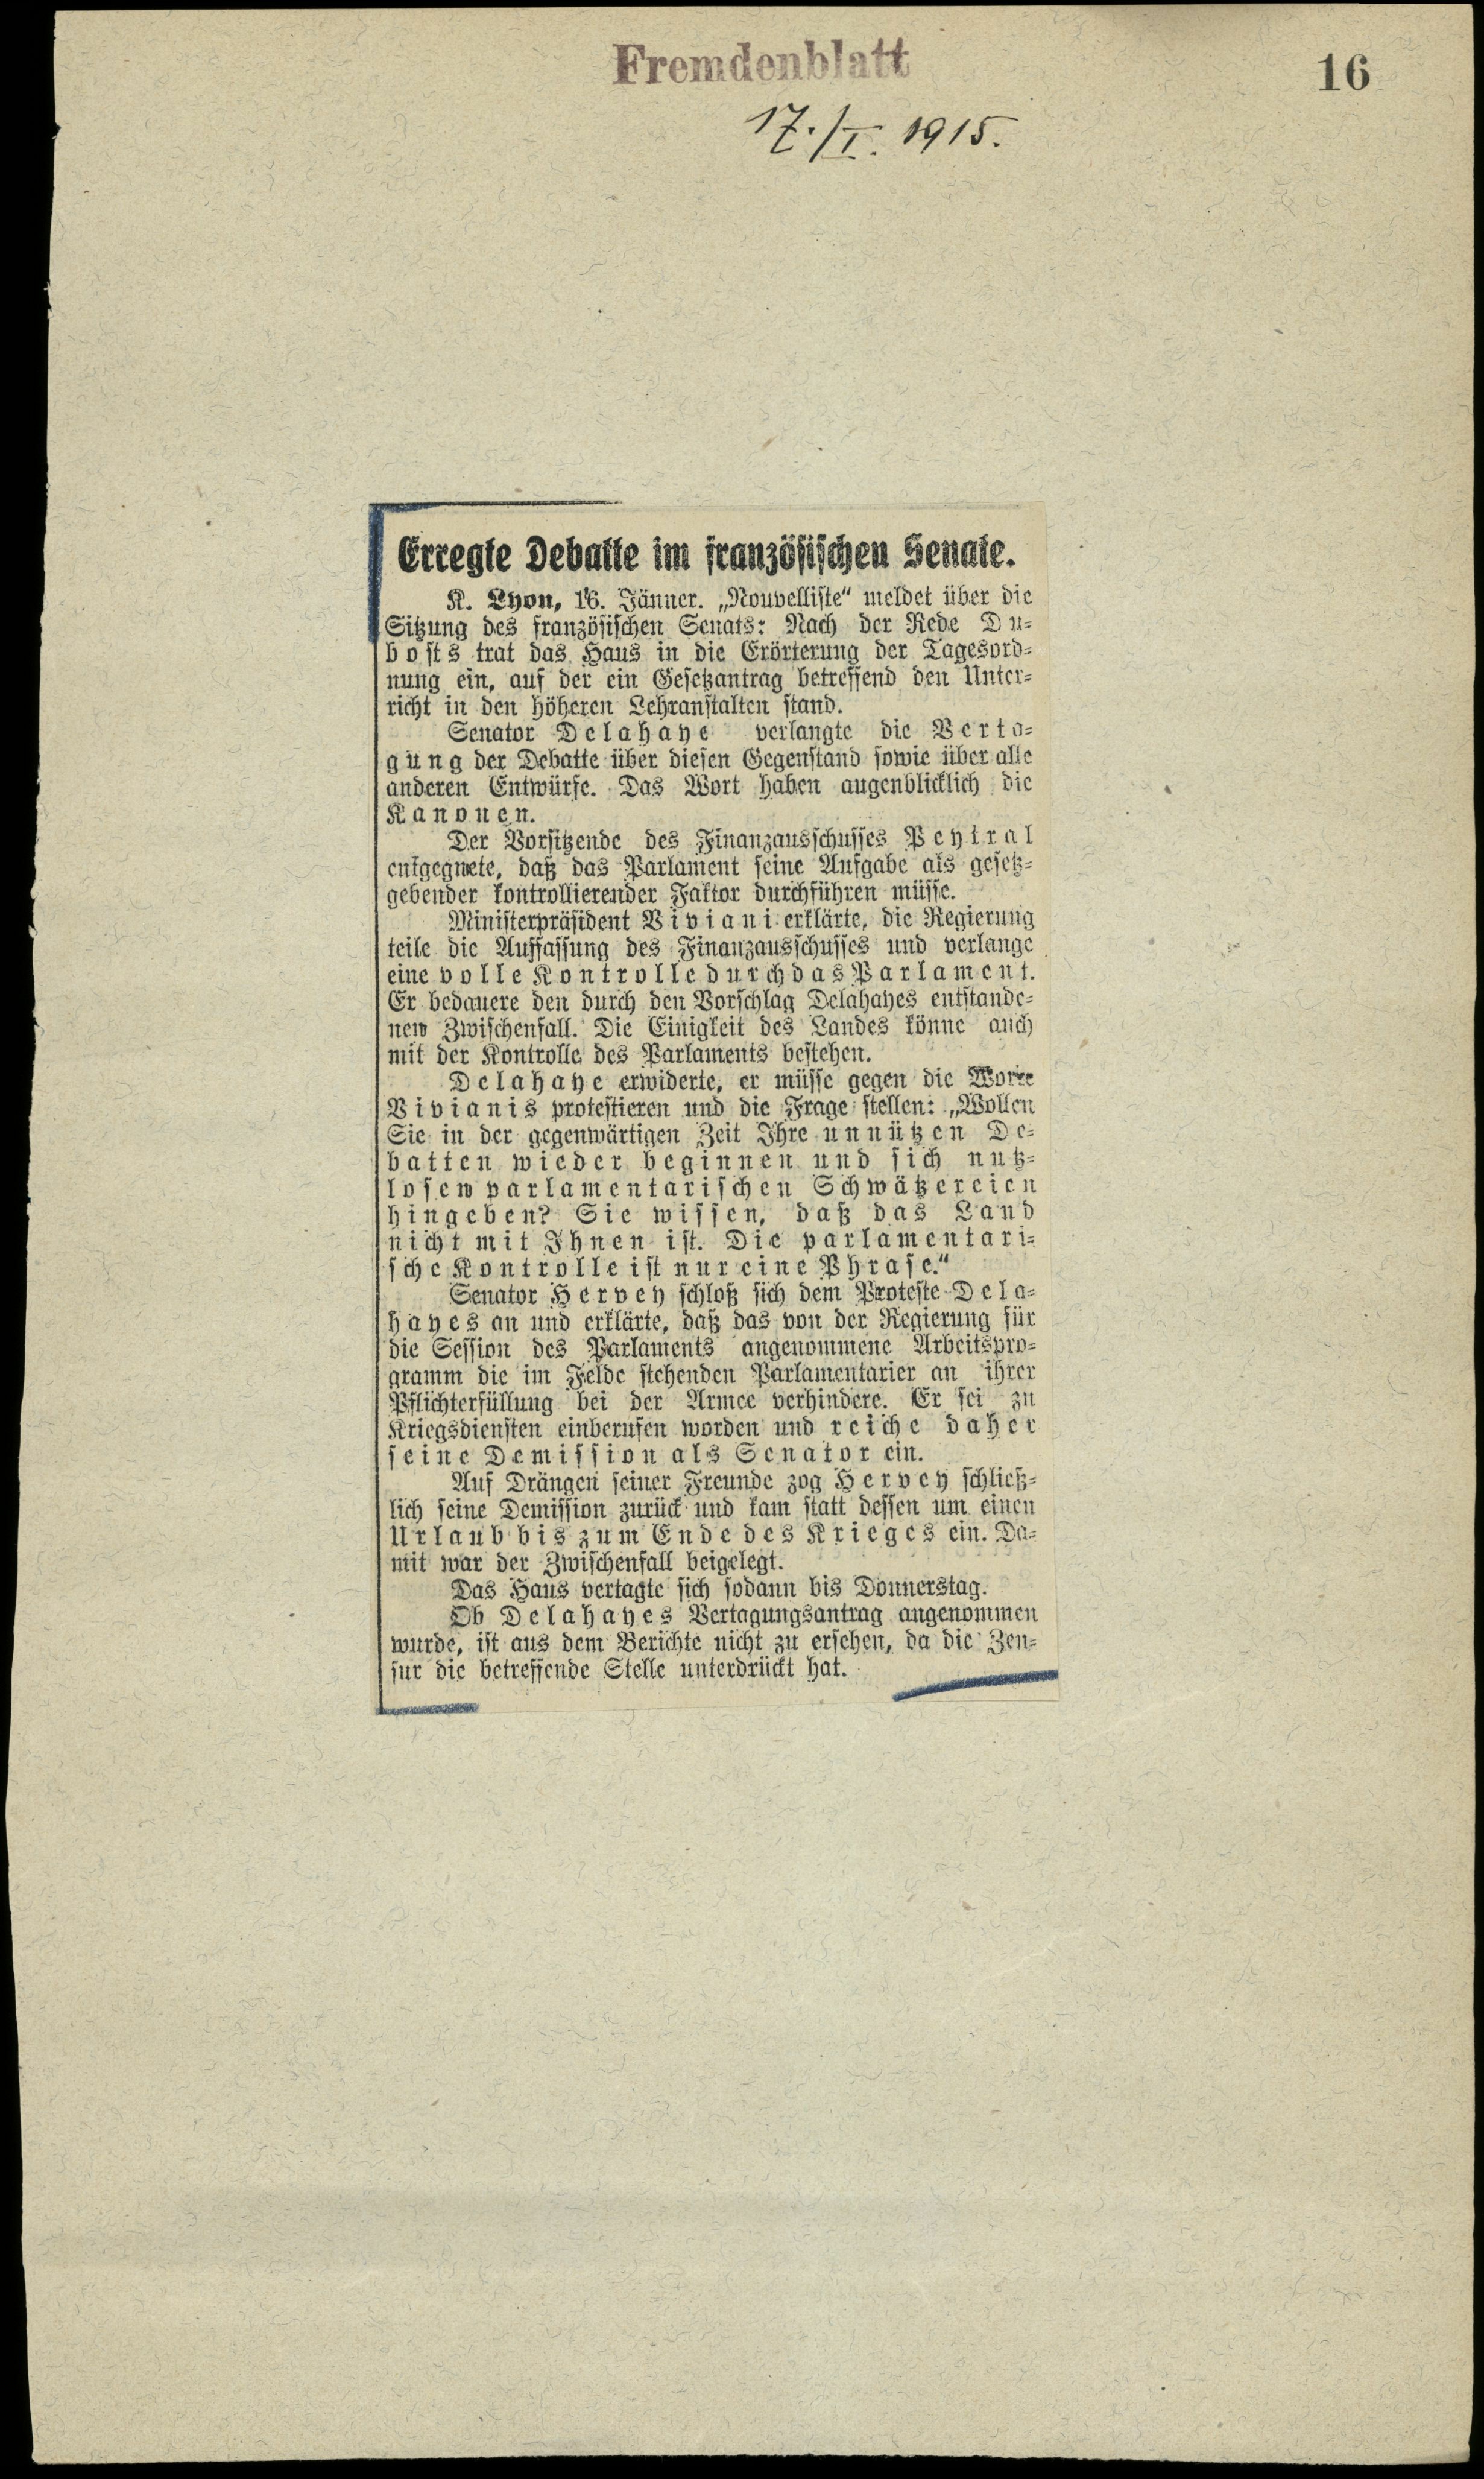 Fremdenblatt
16
17./I. 1915.
Erregte Debatte im französischen Senate.
K. Lyon, 16. Jänner. „Nouvelliste“ meldet über die
Sitzung des französischen Senats: Nach der Rede Du-
bosts trat das Haus in die Erörterung der Tagesord-
nung ein, auf der ein Gesetzantrag betreffend den Unter-
richt in den höheren Lehranstalten stand.
Senator Delahaye verlangte die Verta-
gung der Debatte über diesen Gegenstand sowie über alle
anderen Entwürfe. Das Wort haben augenblicklich die
Kanonen.
Der Vorsitzende des Finanzausschusses Peytral
entgegnete, daß das Parlament seine Aufgabe als gesetz-
gebender kontrollierender Faktor durchführen müsse.
Ministerpräsident Viviani erklärte, die Regierung
teile die Auffassung des Finanzausschusses und verlange
eine volle Kontrolle durch das Parlament.
Er bedauere den durch den Vorschlag Delahayes entstande-
nen Zwischenfall. Die Einigkeit des Landes könne auch
mit der Kontrolle des Parlaments bestehen.
Delahaye erwiderte, er müsse gegen die Worte
Vivianis protestieren und die Frage stellen: „Wollen
Sie in der gegenwärtigen Zeit Ihre unnützen De-
batten wieder beginnen und sich nutz-
losen parlamentarischen Schwätzereien
hingeben? Sie wissen, daß das Land
nicht mit Ihnen ist. Die parlamentari-
sche Kontrolle ist nur eine Phrase.“
Senator Hervey schloß sich dem Proteste Dela-
hayes an und erklärte, daß das von der Regierung für
die Session des Parlaments angenommene Arbeitspro-
gramm die im Felde stehenden Parlamentarier an ihrer
Pflichterfüllung bei der Armee verhindere. Er sei zu
Kriegsdiensten einberufen worden und reiche daher
seine Demission als Senator ein.
Auf Drängen seiner Freunde zog Hervey schließ-
lich seine Demission zurück und kam statt dessen um einen
Urlaub bis zum Ende des Krieges ein. Da-
mit war der Zwischenfall beigelegt.
Das Haus vertagte sich sodann bis Donnerstag.
Ob Delahayes Vertagungsantrag angenommen
wurde, ist aus dem Berichte nicht zu ersehen, da die Zen-
sur die betreffende Stelle unterdrückt hat.